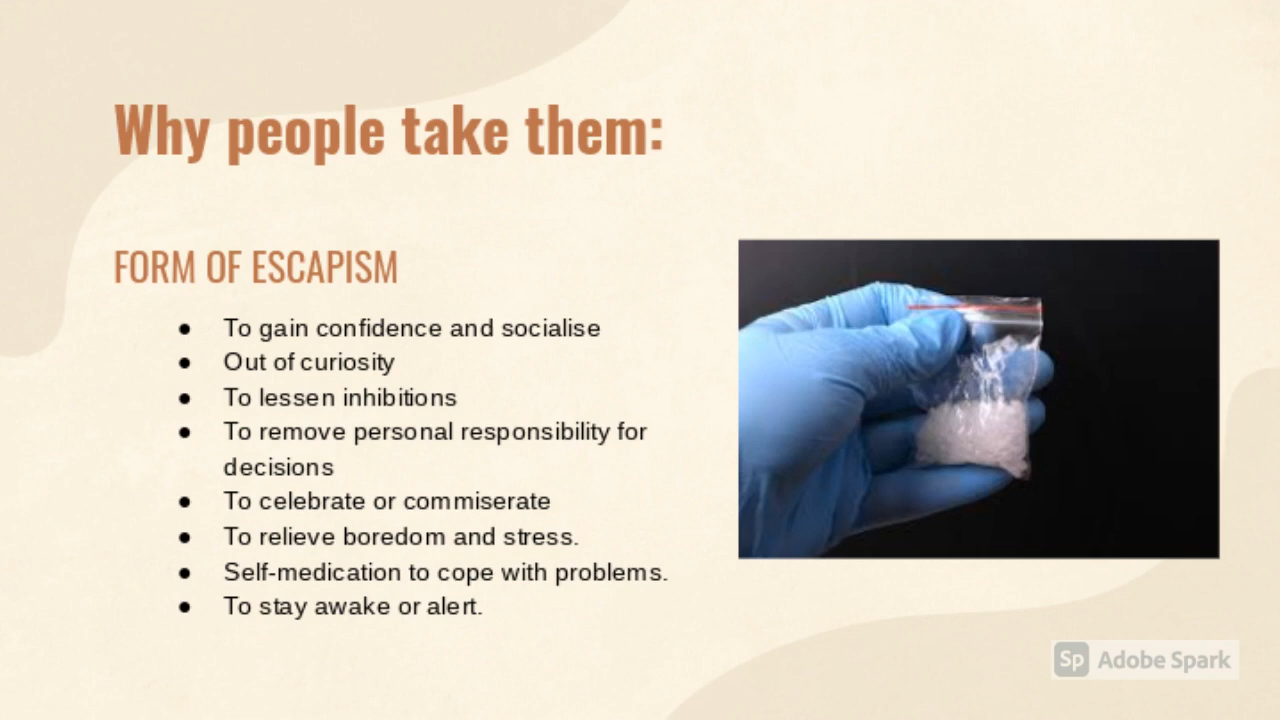 Why people take them:
FORM OF ESCAPISM
● To gain confidence and socialise
● Out of curiosity
● To lessen inhibitions
● To remove personal responsibility for
decisions
● To celebrate or commiserate
● To relieve boredom and stress.
● Self-medication to cope with problems.
● To stay awake or alert.
Sp Adobe Spark